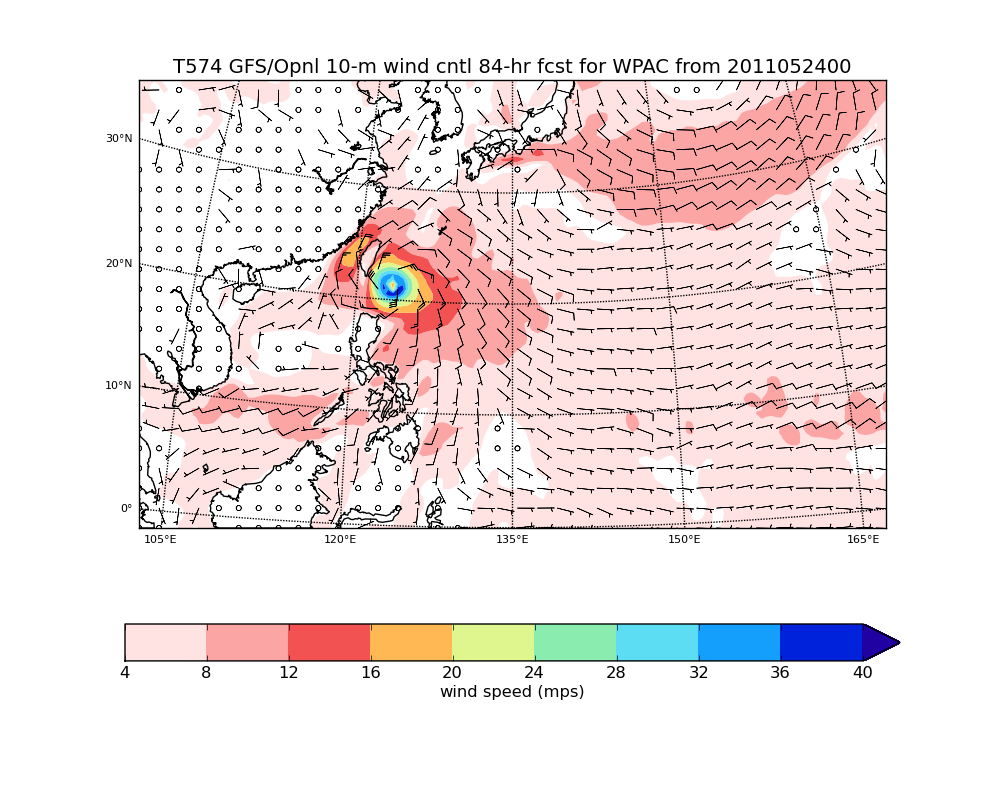 T574 GFS/Opnl 10-m wind cntl 84-hr fcst for WPAC from 2011052400
30°N
20°N
10°N
0°
105°E 120°E 135°E 150°E 165°E
4 8 12 16 20 24 28 32 36 40
wind speed (mps)